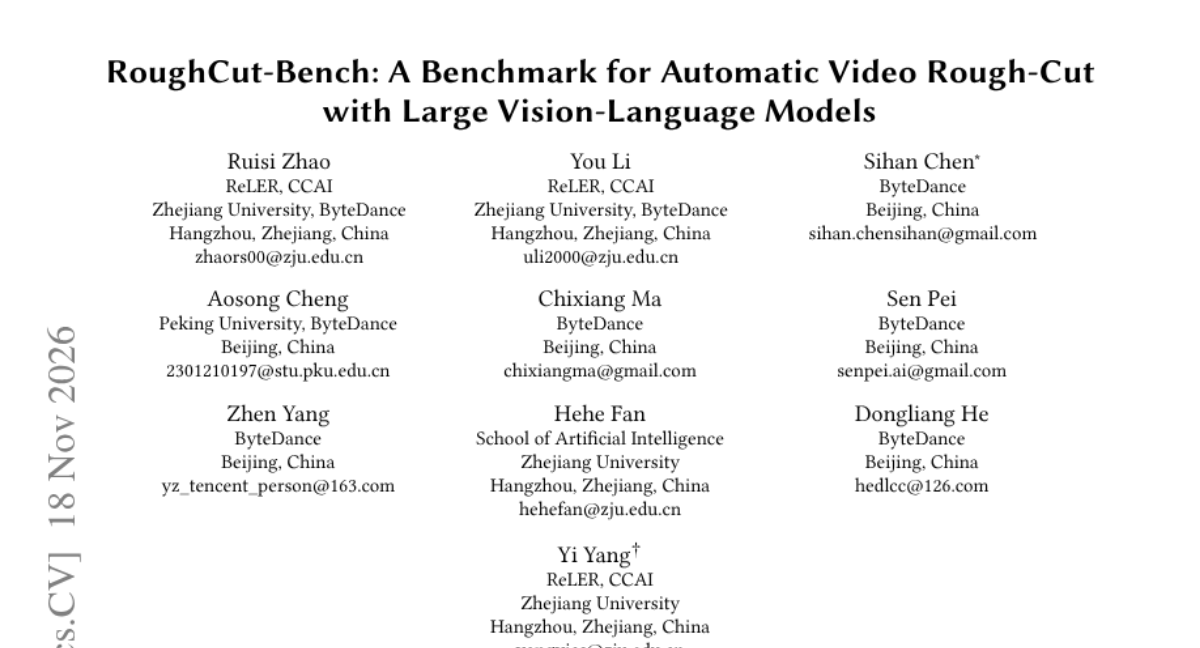 RoughCut-Bench: A Benchmark for Automatic Video Rough-Cut
with Large Vision-Language Models
Ruisi Zhao
ReLER, CCAI
Zhejiang University, ByteDance
Hangzhou, Zhejiang, China
zhaors00@zju.edu.cn
You Li
ReLER, CCAI
Zhejiang University, ByteDance
Hangzhou, Zhejiang, China
uli2000@zju.edu.cn
Sihan Chen*
ByteDance
Beijing, China
sihan.chensihan@gmail.com
Aosong Cheng
Peking University, ByteDance
Beijing, China
2301210197@stu.pku.edu.cn
Chixiang Ma
ByteDance
Beijing, China
chixiangma@gmail.com
Sen Pei
ByteDance
Beijing, China
senpei.ai@gmail.com
Zhen Yang
ByteDance
Beijing, China
yz_tencent_person@163.com
Hehe Fan
School of Artificial Intelligence
Zhejiang University
Hangzhou, Zhejiang, China
hehefan@zju.edu.cn
Dongliang He
ByteDance
Beijing, China
hedlcc@126.com
Yi Yang†
ReLER, CCAI
Zhejiang University
Hangzhou, Zhejiang, China
cs.CV] 18 Nov 2026